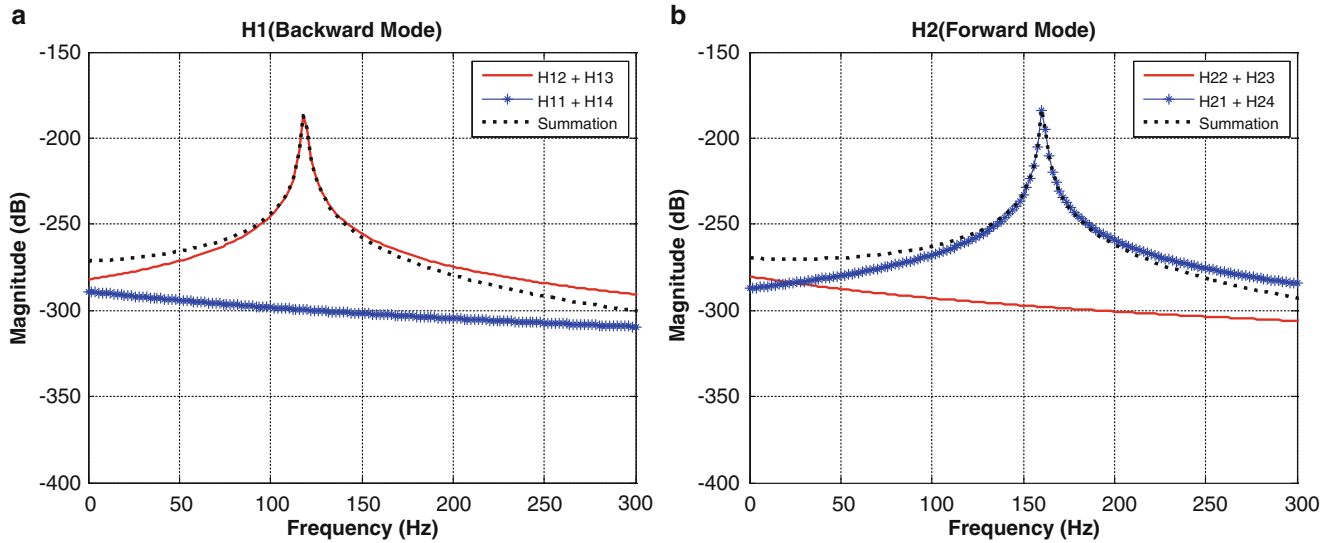 a
H1(Backward Mode)
-150
-200
-250
-300
-350
-400
Magnitude (dB)
H12 + H13
H11 + H14
Summation
0 50 100 150 200 250 300
Frequency (Hz)
b
H2(Forward Mode)
-150
-200
-250
-300
-350
-400
Magnitude (dB)
H22 + H23
H21 + H24
Summation
0 50 100 150 200 250 300
Frequency (Hz)